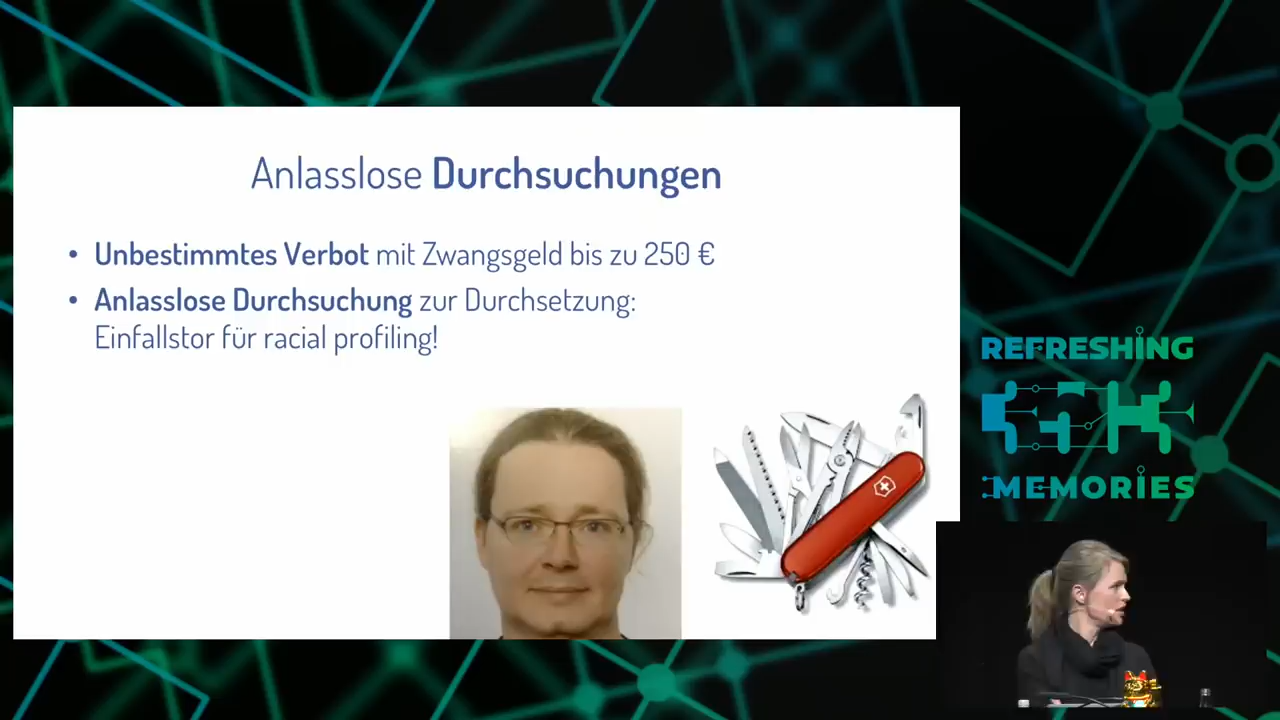 Anlasslose Durchsuchungen
• Unbestimmtes Verbot mit Zwangsgeld bis zu 250 €
• Anlasslose Durchsuchung zur Durchsetzung:
Einfallstor für racial profiling!
REFRESHING
35C3
MEMORIES